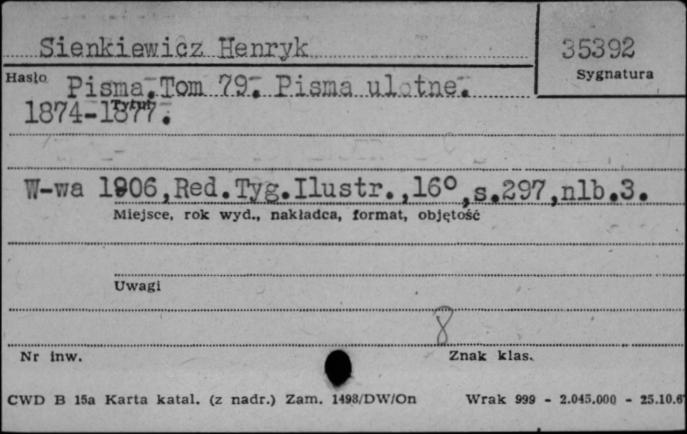 Sienkiewicz Henryk
35392
Hasło
Sygnatura
Pisma. Tom 79. Pisma ulotne.
1874-1877.
Tytuł
W-wa 1906, Red. Tyg. Ilustr., 16°, s. 297, nlb. 3.
Miejsce, rok wyd., nakładca, format, objętość
Uwagi
8
Nr inw.
Znak klas.
CWD B 15a Karta katal. (z nadr.) Zam. 1498/DW/On
Wrak 999 - 2.045.000 - 25.10.6